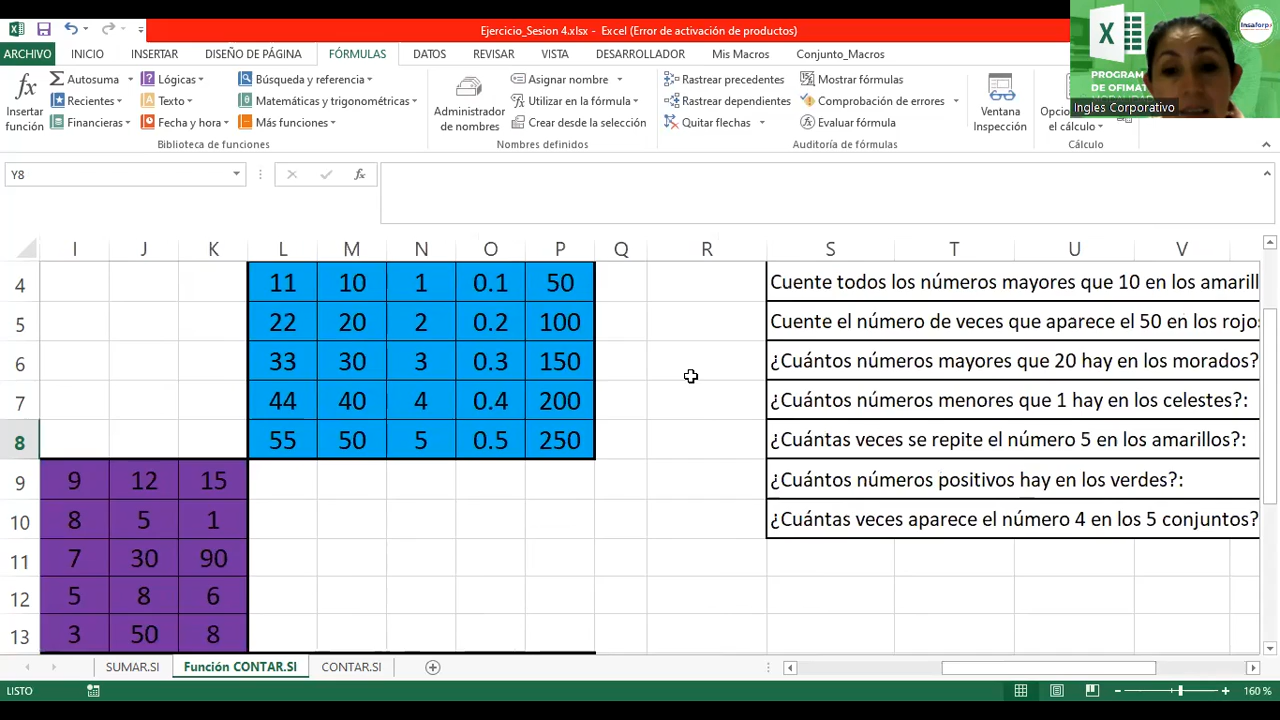 Ejercicio_Sesion 4.xlsx - Excel (Error de activación de productos)
ARCHIVO INICIO INSERTAR DISEÑO DE PÁGINA FÓRMULAS DATOS REVISAR VISTA DESARROLLADOR Mis Macros Conjunto_Macros
Insertar función
Autosuma
Recientes
Financieras
Lógicas
Texto
Fecha y hora
Búsqueda y referencia
Matemáticas y trigonométricas
Más funciones
Biblioteca de funciones
Administrador de nombres
Asignar nombre
Utilizar en la fórmula
Crear desde la selección
Nombres definidos
Rastrear precedentes
Rastrear dependientes
Quitar flechas
Mostrar fórmulas
Comprobación de errores
Evaluar fórmula
Auditoría de fórmulas
Ventana Inspección
el cálculo
Cálculo
PROGRAM
DE OFIMAT
Insaforp
Ingles Corporativo
Y8
fx
I J K L M N O P Q R S T U V
4 11 10 1 0.1 50 Cuente todos los números mayores que 10 en los amarill
5 22 20 2 0.2 100 Cuente el número de veces que aparece el 50 en los rojo
6 33 30 3 0.3 150 ¿Cuántos números mayores que 20 hay en los morados?
7 44 40 4 0.4 200 ¿Cuántos números menores que 1 hay en los celestes?:
8 55 50 5 0.5 250 ¿Cuántas veces se repite el número 5 en los amarillos?:
9 9 12 15 ¿Cuántos números positivos hay en los verdes?:
10 8 5 1 ¿Cuántas veces aparece el número 4 en los 5 conjuntos?
11 7 30 90
12 5 8 6
13 3 50 8
SUMAR.SI Función CONTAR.SI CONTAR.SI
LISTO
160 %